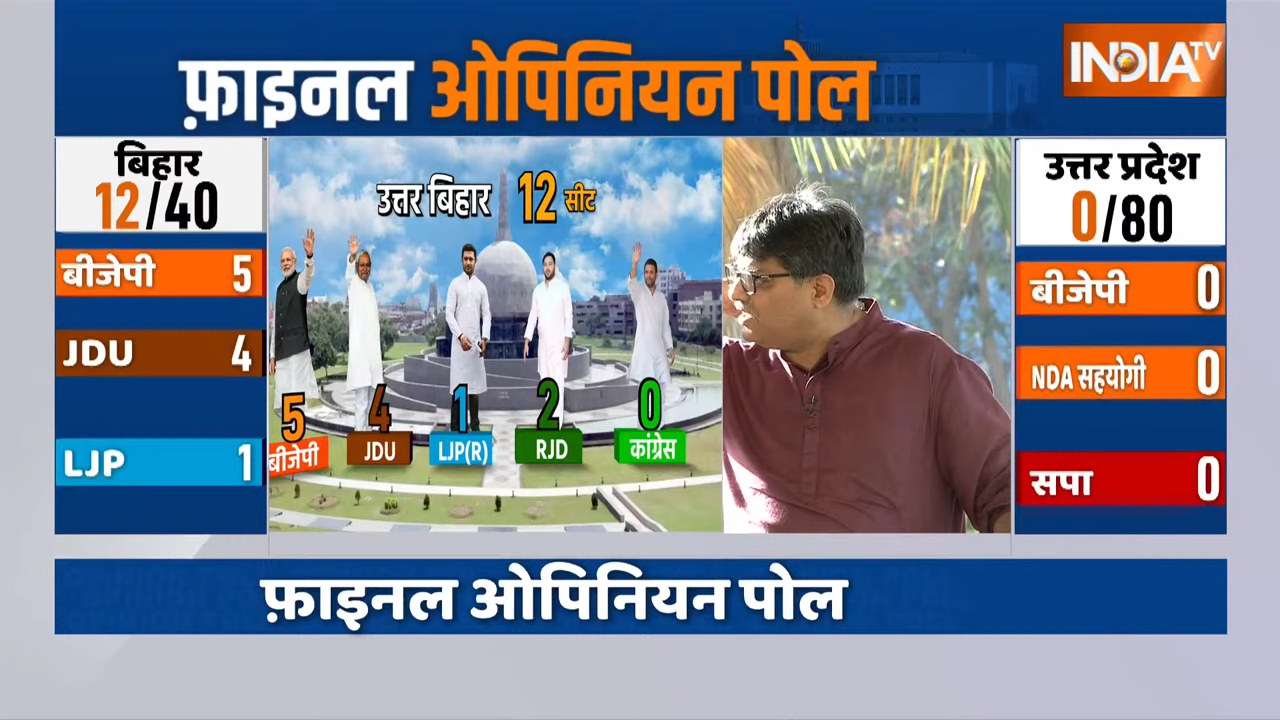 फ़ाइनल ओपिनियन पोल
INDIA TV
बिहार
12/40
बीजेपी 5
JDU 4
LJP 1
उत्तर बिहार 12 सीट
5 4 1 2 0
बीजेपी JDU LJP(R) RJD कांग्रेस
उत्तर प्रदेश
0/80
बीजेपी 0
NDA सहयोगी 0
सपा 0
फ़ाइनल ओपिनियन पोल